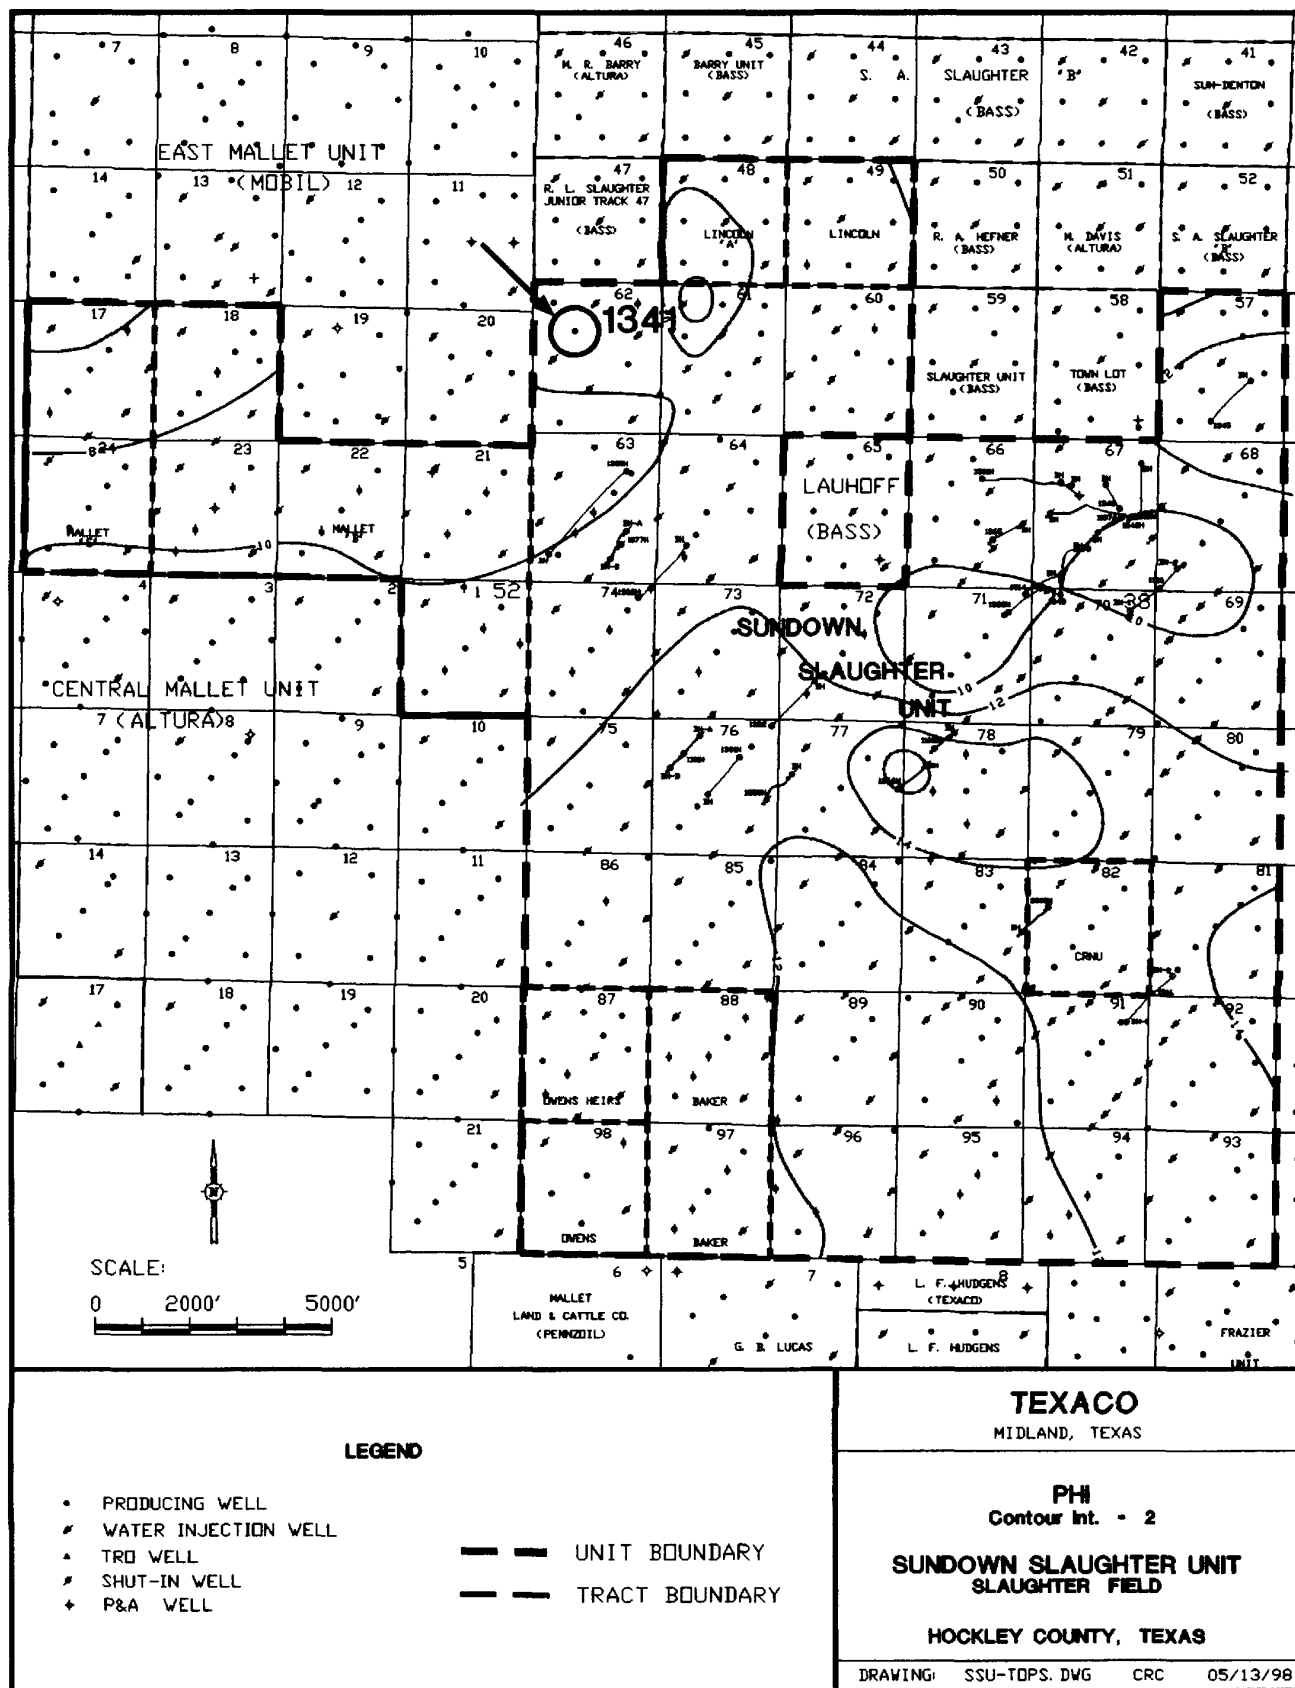 7 8 9 10 46 45 44 43 42 41
M. R. BARRY
(ALTURA)
BARRY UNIT
(BASS)
S. A. SLAUGHTER "B"
(BASS)
SUN-DENTON
(BASS)
EAST MALLET UNIT
(MOBIL)
14 13 12 11 47 48 49 50 51 52
R. L. SLAUGHTER
JUNIOR TRACK 47
(BASS)
LINCOLN
"A"
LINCOLN
R. A. HEFNER
(BASS)
M. DAVIS
(ALTURA)
S. A. SLAUGHTER
"B"
(BASS)
17 18 19 20 62 61 60 59 58 57
1341
SLAUGHTER UNIT
(BASS)
TOWN LOT
(BASS)
24 23 22 21 63 64 65 66 67 68
8
LAUHOFF
(BASS)
MALLET
MALLET
10
4 3 2 1 52 74 73 72 71 70 38 69
SUNDOWN
SLAUGHTER
UNIT
10
12
CENTRAL MALLET UNIT
(ALTURA)
7 8 9 10 75 76 77 78 79 80
14
14 13 12 11 86 85 84 83 82 81
CRNU
12
17 18 19 20 87 88 89 90 91 92
OWENS HEIRS
BAKER
21 98 97 96 95 94 93
OWENS
BAKER
5 6 7 8
SCALE:
0 2000' 5000'
MALLET
LAND & CATTLE CO.
(PENNZOIL)
G. B. LUCAS
L. F. HUDGENS
(TEXACO)
L. F. HUDGENS
FRAZIER
UNIT
LEGEND
PRODUCING WELL
WATER INJECTION WELL
TRD WELL
SHUT-IN WELL
P&A WELL
UNIT BOUNDARY
TRACT BOUNDARY
TEXACO
MIDLAND, TEXAS
PHI
Contour Int. - 2
SUNDOWN SLAUGHTER UNIT
SLAUGHTER FIELD
HOCKLEY COUNTY, TEXAS
DRAWING: SSU-TOPS.DWG CRC 05/13/98